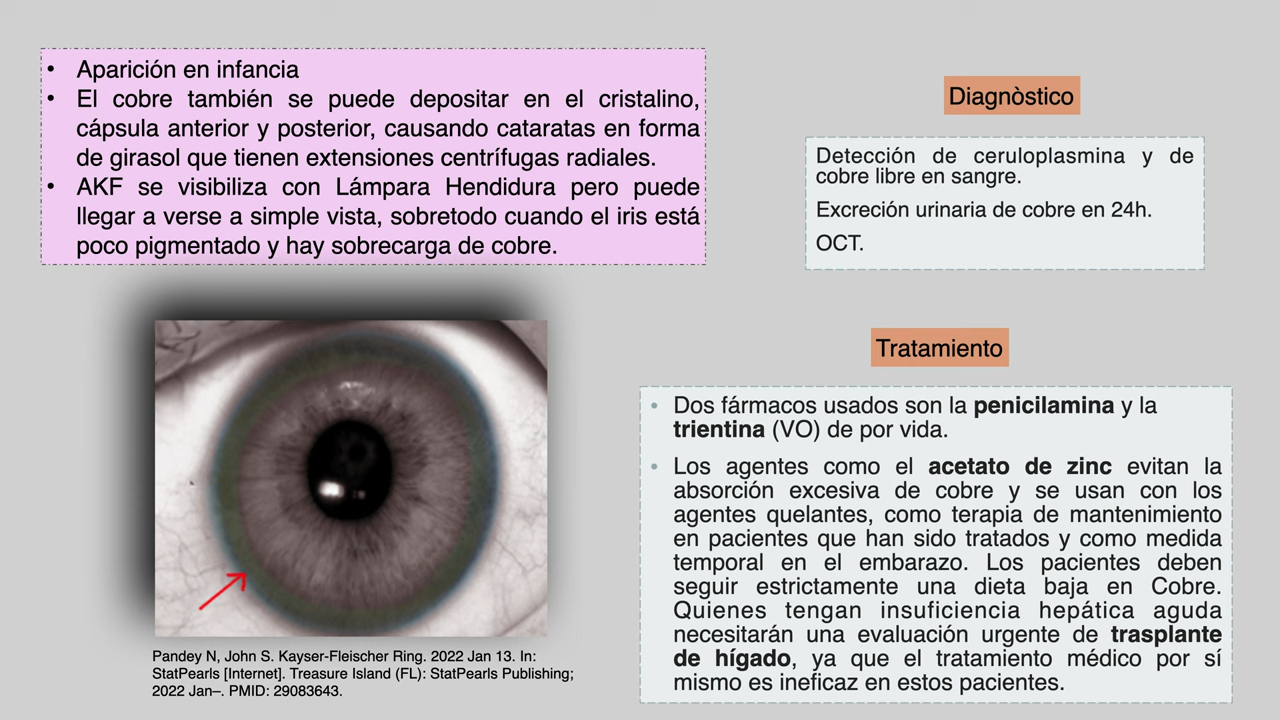 • Aparición en infancia
• El cobre también se puede depositar en el cristalino,
cápsula anterior y posterior, causando cataratas en forma
de girasol que tienen extensiones centrífugas radiales.
• AKF se visibiliza con Lámpara Hendidura pero puede
llegar a verse a simple vista, sobretodo cuando el iris está
poco pigmentado y hay sobrecarga de cobre.
Pandey N, John S. Kayser-Fleischer Ring. 2022 Jan 13. In:
StatPearls [Internet]. Treasure Island (FL): StatPearls Publishing;
2022 Jan–. PMID: 29083643.
Diagnòstico
Detección de ceruloplasmina y de
cobre libre en sangre.
Excreción urinaria de cobre en 24h.
OCT.
Tratamiento
• Dos fármacos usados son la penicilamina y la
trientina (VO) de por vida.
• Los agentes como el acetato de zinc evitan la
absorción excesiva de cobre y se usan con los
agentes quelantes, como terapia de mantenimiento
en pacientes que han sido tratados y como medida
temporal en el embarazo. Los pacientes deben
seguir estrictamente una dieta baja en Cobre.
Quienes tengan insuficiencia hepática aguda
necesitarán una evaluación urgente de trasplante
de hígado, ya que el tratamiento médico por sí
mismo es ineficaz en estos pacientes.